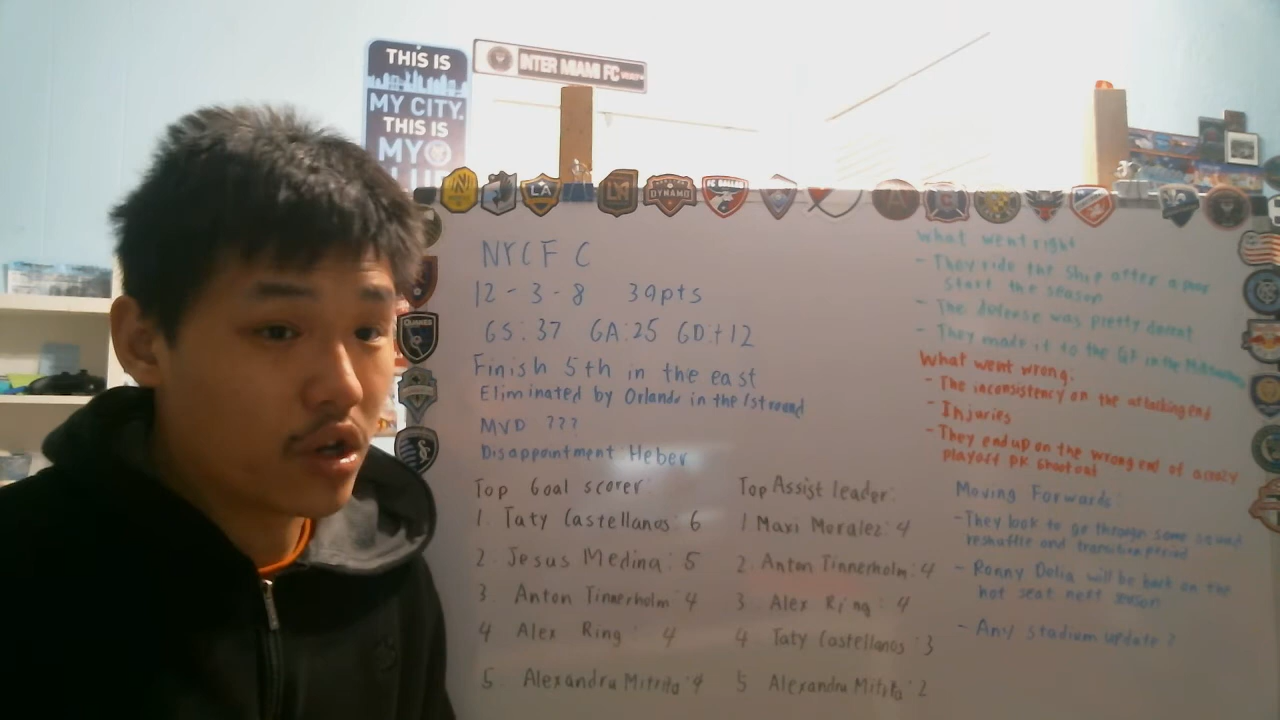 THIS IS
MY CITY.
THIS IS
MY
INTER MIAMI FC
LA
DYNAMO
FC DALLAS
QUAKES
NYCFC
12-3-8 39pts
GS: 37 GA: 25 GD: +12
Finish 5th in the east
Eliminated by Orlando in the 1st round
MVD ???
Disappointment: Heber
Top Goal scorer:
1. Taty Castellanos: 6
2. Jesus Medina: 5
3. Anton Tinnerholm: 4
4 Alex Ring: 4
5. Alexandru Mitrita: 4
Top Assist leader:
1. Maxi Moralez: 4
2. Anton Tinnerholm: 4
3 Alex Ring: 4
4 Taty Castellanos: 3
5 Alexandru Mitrita: 2
What went right
- They ride the ship after a poor
start the season
- The defense was pretty decent
- They made it to the QF in the
What went wrong:
- The inconsistency on the attacking end
- Injuries
- They end up on the wrong end of a crazy
playoff PK shootout
Moving Forwards:
- They look to go through some squad
reshuffle and transition period
- Ronny Delia will be back on the
hot seat next season
- Any stadium update?